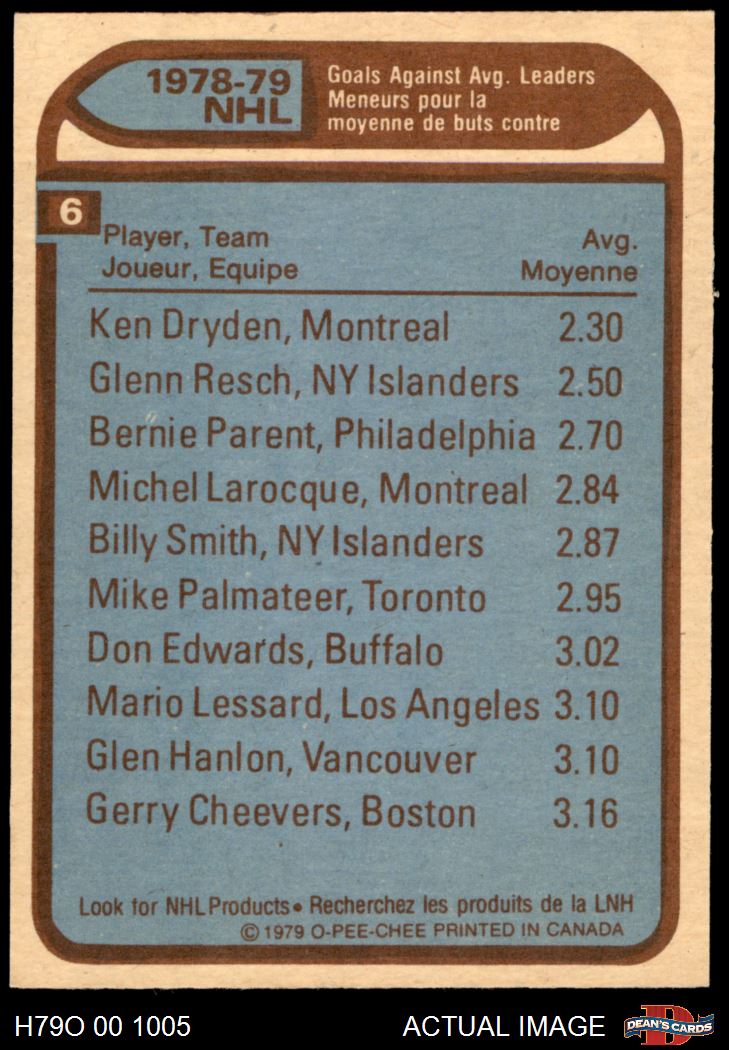 1978-79
NHL
Goals Against Avg. Leaders
Meneurs pour la
moyenne de buts contre
6
Player, Team Avg.
Joueur, Equipe Moyenne
Ken Dryden, Montreal 2.30
Glenn Resch, NY Islanders 2.50
Bernie Parent, Philadelphia 2.70
Michel Larocque, Montreal 2.84
Billy Smith, NY Islanders 2.87
Mike Palmateer, Toronto 2.95
Don Edwards, Buffalo 3.02
Mario Lessard, Los Angeles 3.10
Glen Hanlon, Vancouver 3.10
Gerry Cheevers, Boston 3.16
Look for NHL Products • Recherchez les produits de la LNH
© 1979 O-PEE-CHEE PRINTED IN CANADA
H79O 00 1005 ACTUAL IMAGE
D
DEAN'S CARDS